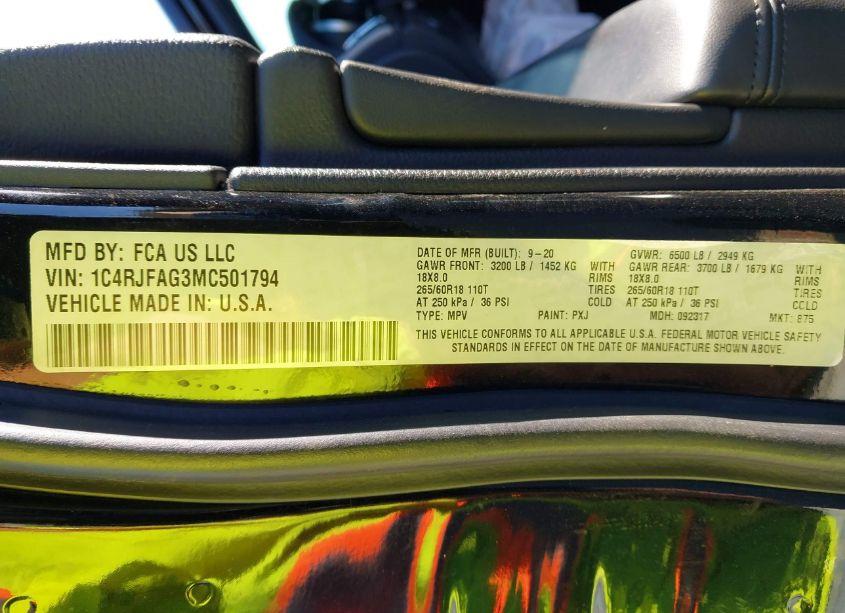 MFD BY: FCA US LLC
VIN: 1C4RJFAG3MC501794
VEHICLE MADE IN: U.S.A.
DATE OF MFR (BUILT): 9-20 GVWR: 6500 LB / 2949 KG
GAWR FRONT: 3200 LB / 1452 KG WITH GAWR REAR: 3700 LB / 1679 KG WITH
18X8.0 RIMS 18X8.0 RIMS
265/60R18 110T TIRES 265/60R18 110T TIRES
AT 250 kPa / 36 PSI COLD AT 250 kPa / 36 PSI COLD
TYPE: MPV PAINT: PXJ MDH: 092317 MKT: 875
THIS VEHICLE CONFORMS TO ALL APPLICABLE U.S.A. FEDERAL MOTOR VEHICLE SAFETY
STANDARDS IN EFFECT ON THE DATE OF MANUFACTURE SHOWN ABOVE.